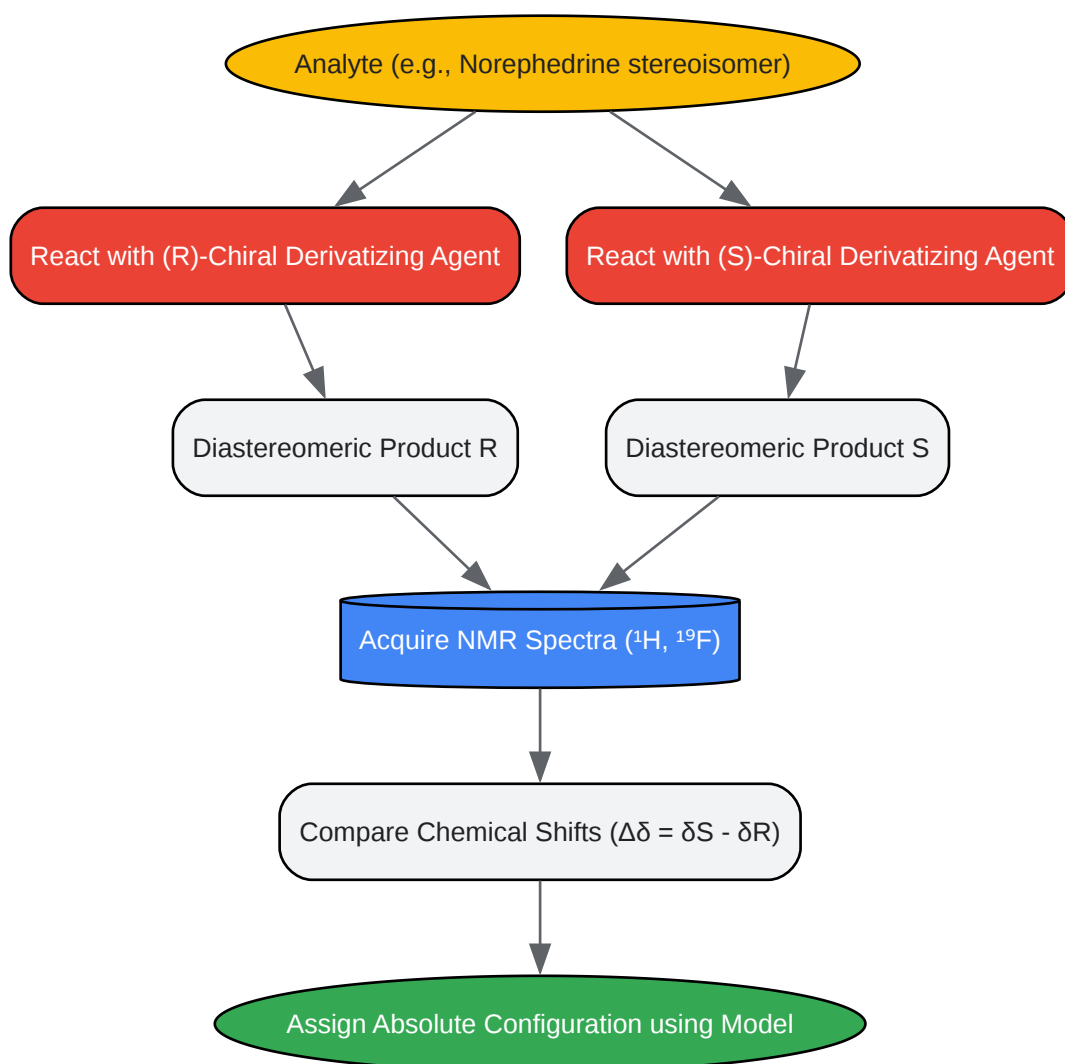 Analyte (e.g., Norephedrine stereoisomer)
React with (R)-Chiral Derivatizing Agent
React with (S)-Chiral Derivatizing Agent
Diastereomeric Product R
Diastereomeric Product S
Acquire NMR Spectra (¹H, ¹⁹F)
Compare Chemical Shifts (Δδ = δS - δR)
Assign Absolute Configuration using Model